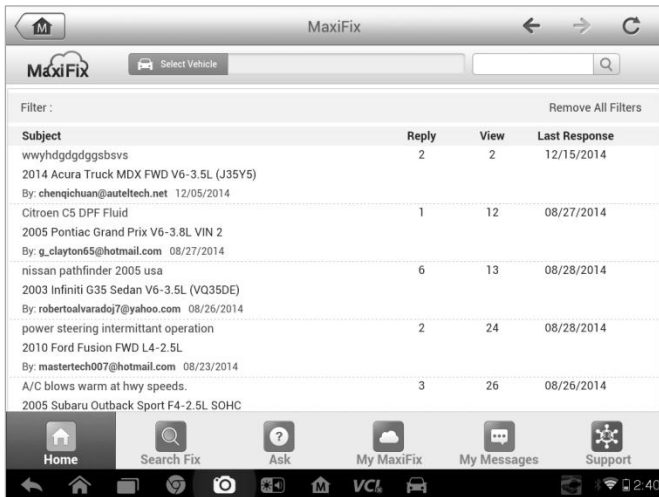 MaxiFix
MaxiFix Select Vehicle
Filter : Remove All Filters
Subject Reply View Last Response
wwyhdgdgdggsbsvs 2 2 12/15/2014
2014 Acura Truck MDX FWD V6-3.5L (J35Y5)
By: chenqichuan@auteltech.net 12/05/2014
Citroen C5 DPF Fluid 1 12 08/27/2014
2005 Pontiac Grand Prix V6-3.8L VIN 2
By: g_clayton65@hotmail.com 08/27/2014
nissan pathfinder 2005 usa 6 13 08/28/2014
2003 Infiniti G35 Sedan V6-3.5L (VQ35DE)
By: robertoalvaradoj7@yahoo.com 08/26/2014
power steering intermittant operation 2 24 08/28/2014
2010 Ford Fusion FWD L4-2.5L
By: mastertech007@hotmail.com 08/23/2014
A/C blows warm at hwy speeds. 3 26 08/26/2014
2005 Subaru Outback Sport F4-2.5L SOHC
Home Search Fix Ask My MaxiFix My Messages Support
VCI 2:40